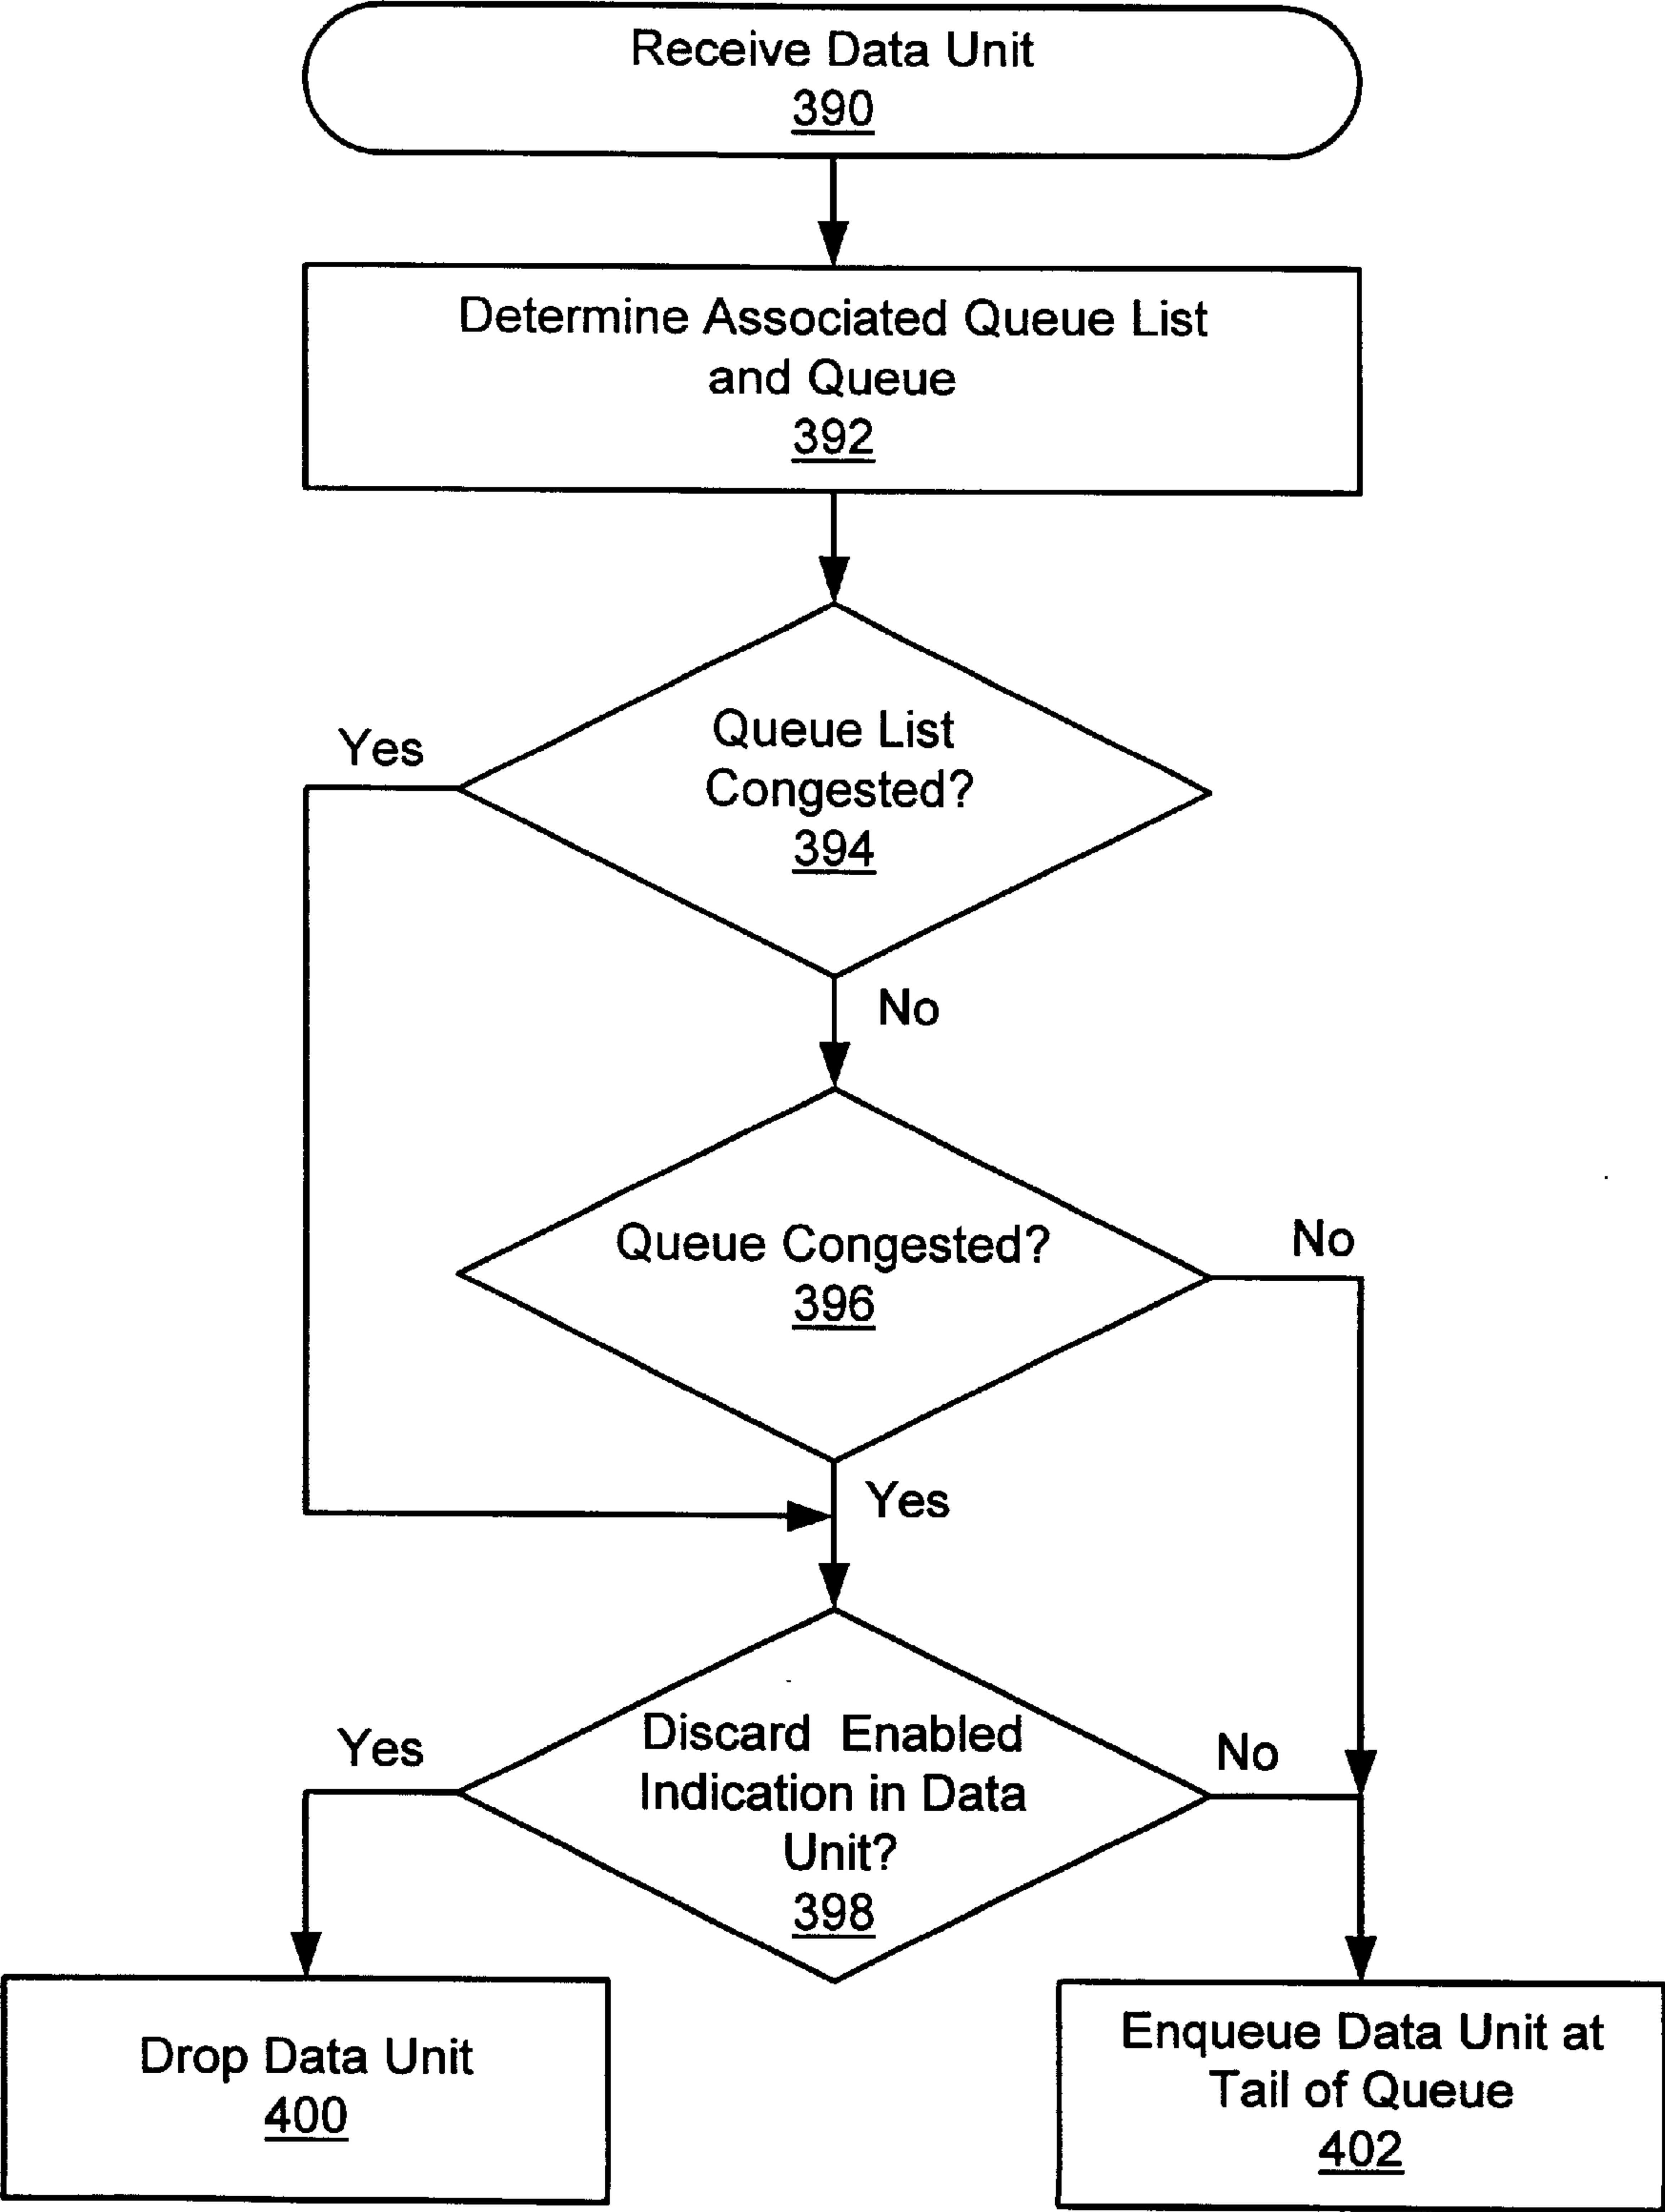 Receive Data Unit
390
Determine Associated Queue List
and Queue
392
Queue List
Congested?
394
Yes
No
Queue Congested?
396
No
Yes
Discard Enabled
Indication in Data
Unit?
398
Yes
No
Drop Data Unit
400
Enqueue Data Unit at
Tail of Queue
402